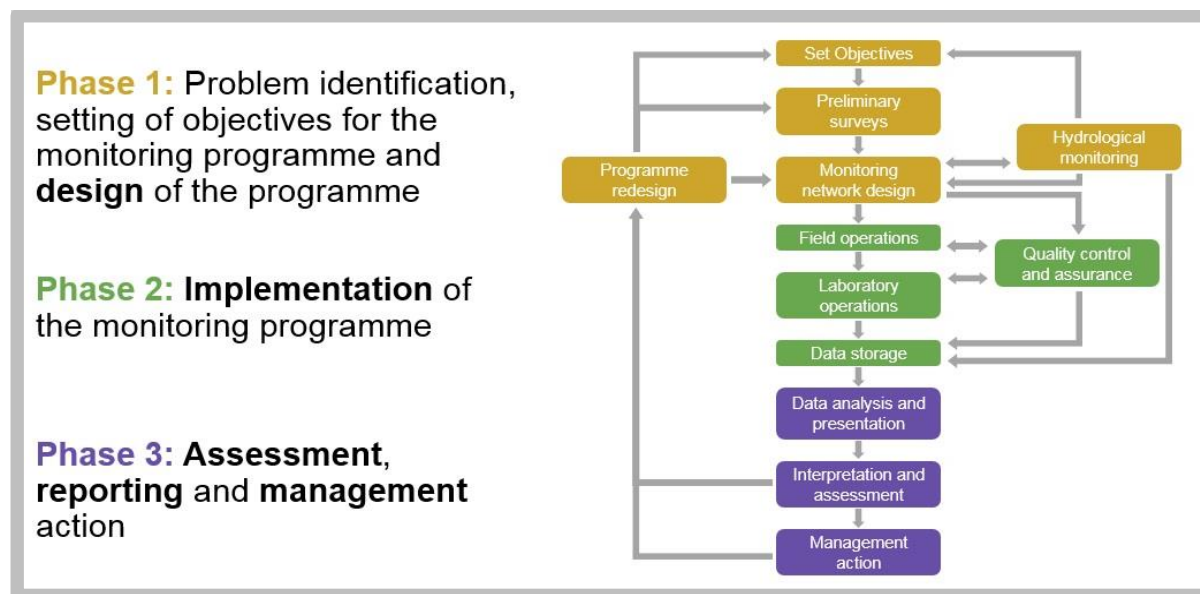 Phase 1: Problem identification,
setting of objectives for the
monitoring programme and
design of the programme
Phase 2: Implementation of
the monitoring programme
Phase 3: Assessment,
reporting and management
action
Set Objectives
Preliminary
surveys
Hydrological
monitoring
Programme
redesign
Monitoring
network design
Field operations
Quality control
and assurance
Laboratory
operations
Data storage
Data analysis and
presentation
Interpretation and
assessment
Management
action